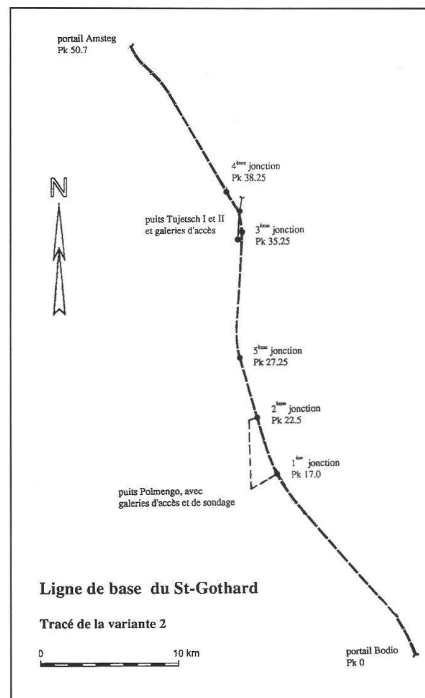 portail Amsteg
Pk 50.7
N
4ème jonction
Pk 38.25
puits Tujetsch I et II
et galeries d'accès
3ème jonction
Pk 35.25
5ème jonction
Pk 27.25
2ème jonction
Pk 22.5
1ère jonction
Pk 17.0
puits Polmengo, avec
galeries d'accès et de sondage
Ligne de base du St-Gothard
Tracé de la variante 2
0 10 km
portail Bodio
Pk 0